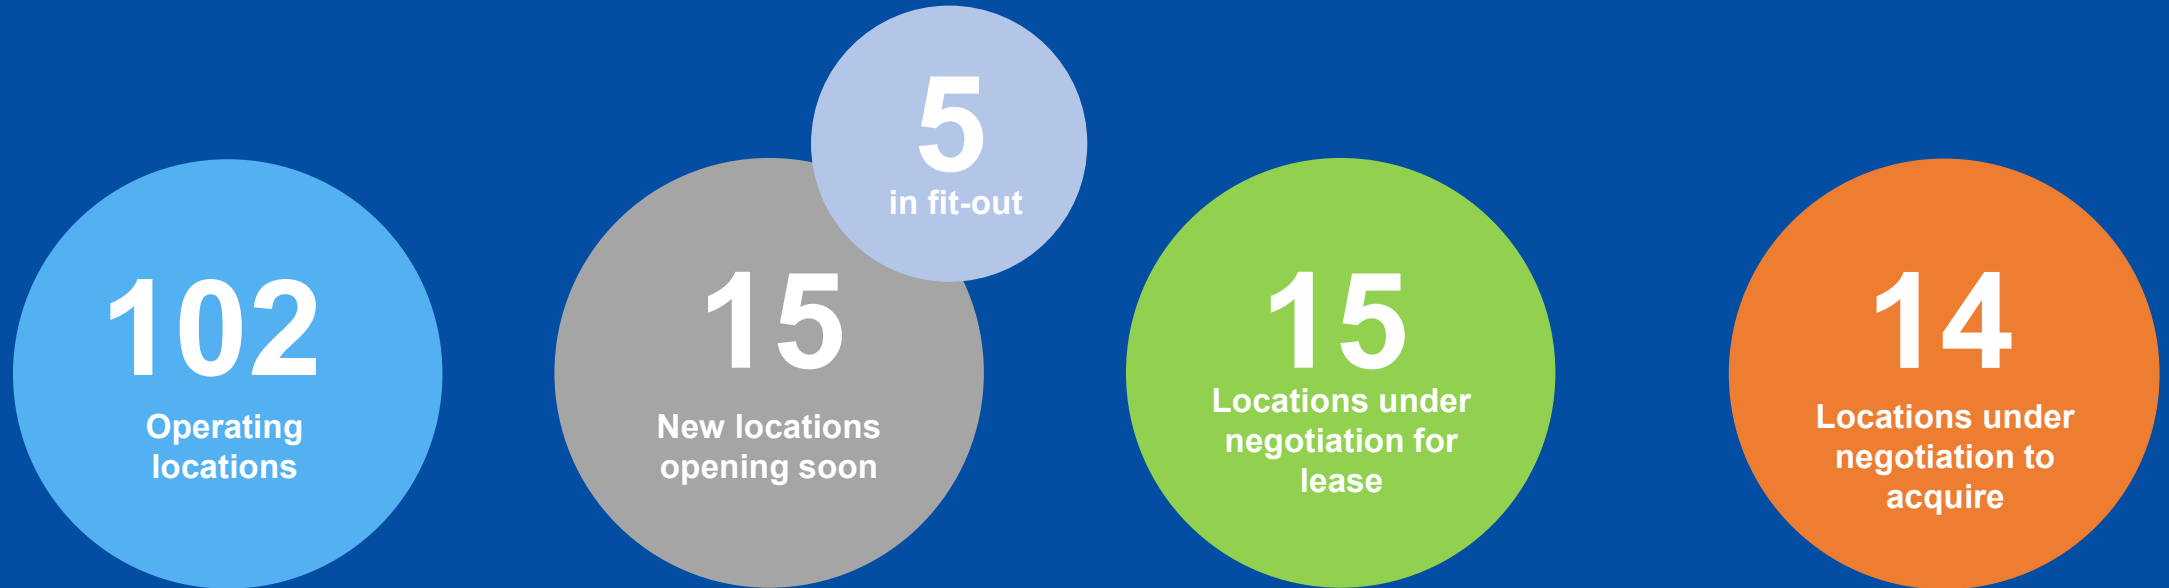 102
Operating
locations
5
in fit-out
15
New locations
opening soon
15
Locations under
negotiation for
lease
14
Locations under
negotiation to
acquire